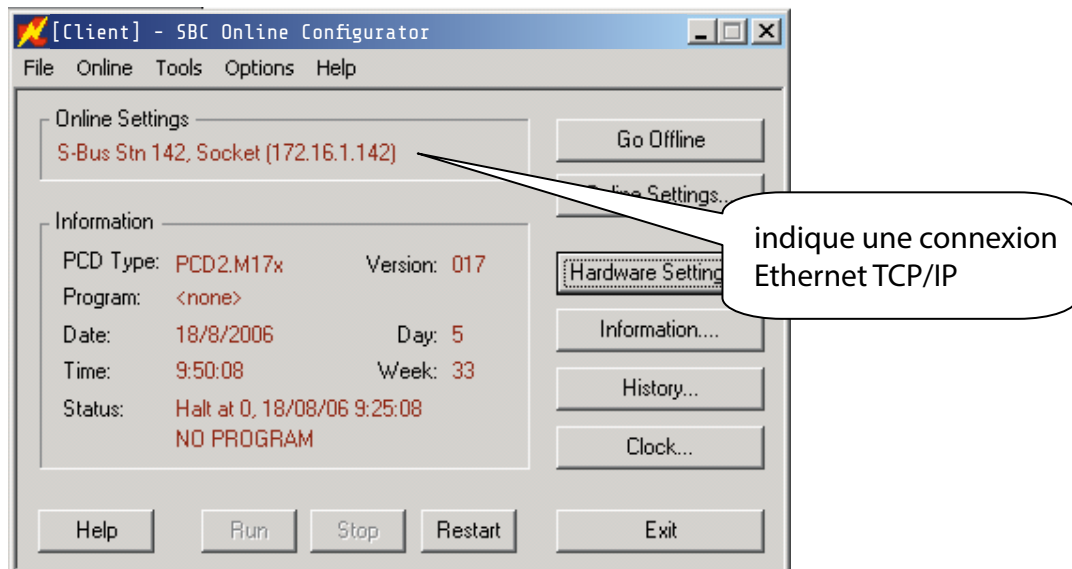 [Client] - SBC Online Configurator
File Online Tools Options Help
Online Settings
S-Bus Stn 142, Socket (172.16.1.142)
Go Offline
Online Settings...
Information
PCD Type: PCD2.M17x Version: 017
Program: <none>
Date: 18/8/2006 Day: 5
Time: 9:50:08 Week: 33
Status: Halt at 0, 18/08/06 9:25:08
NO PROGRAM
indique une connexion
Ethernet TCP/IP
Hardware Setting
Information....
History...
Clock...
Help Run Stop Restart Exit